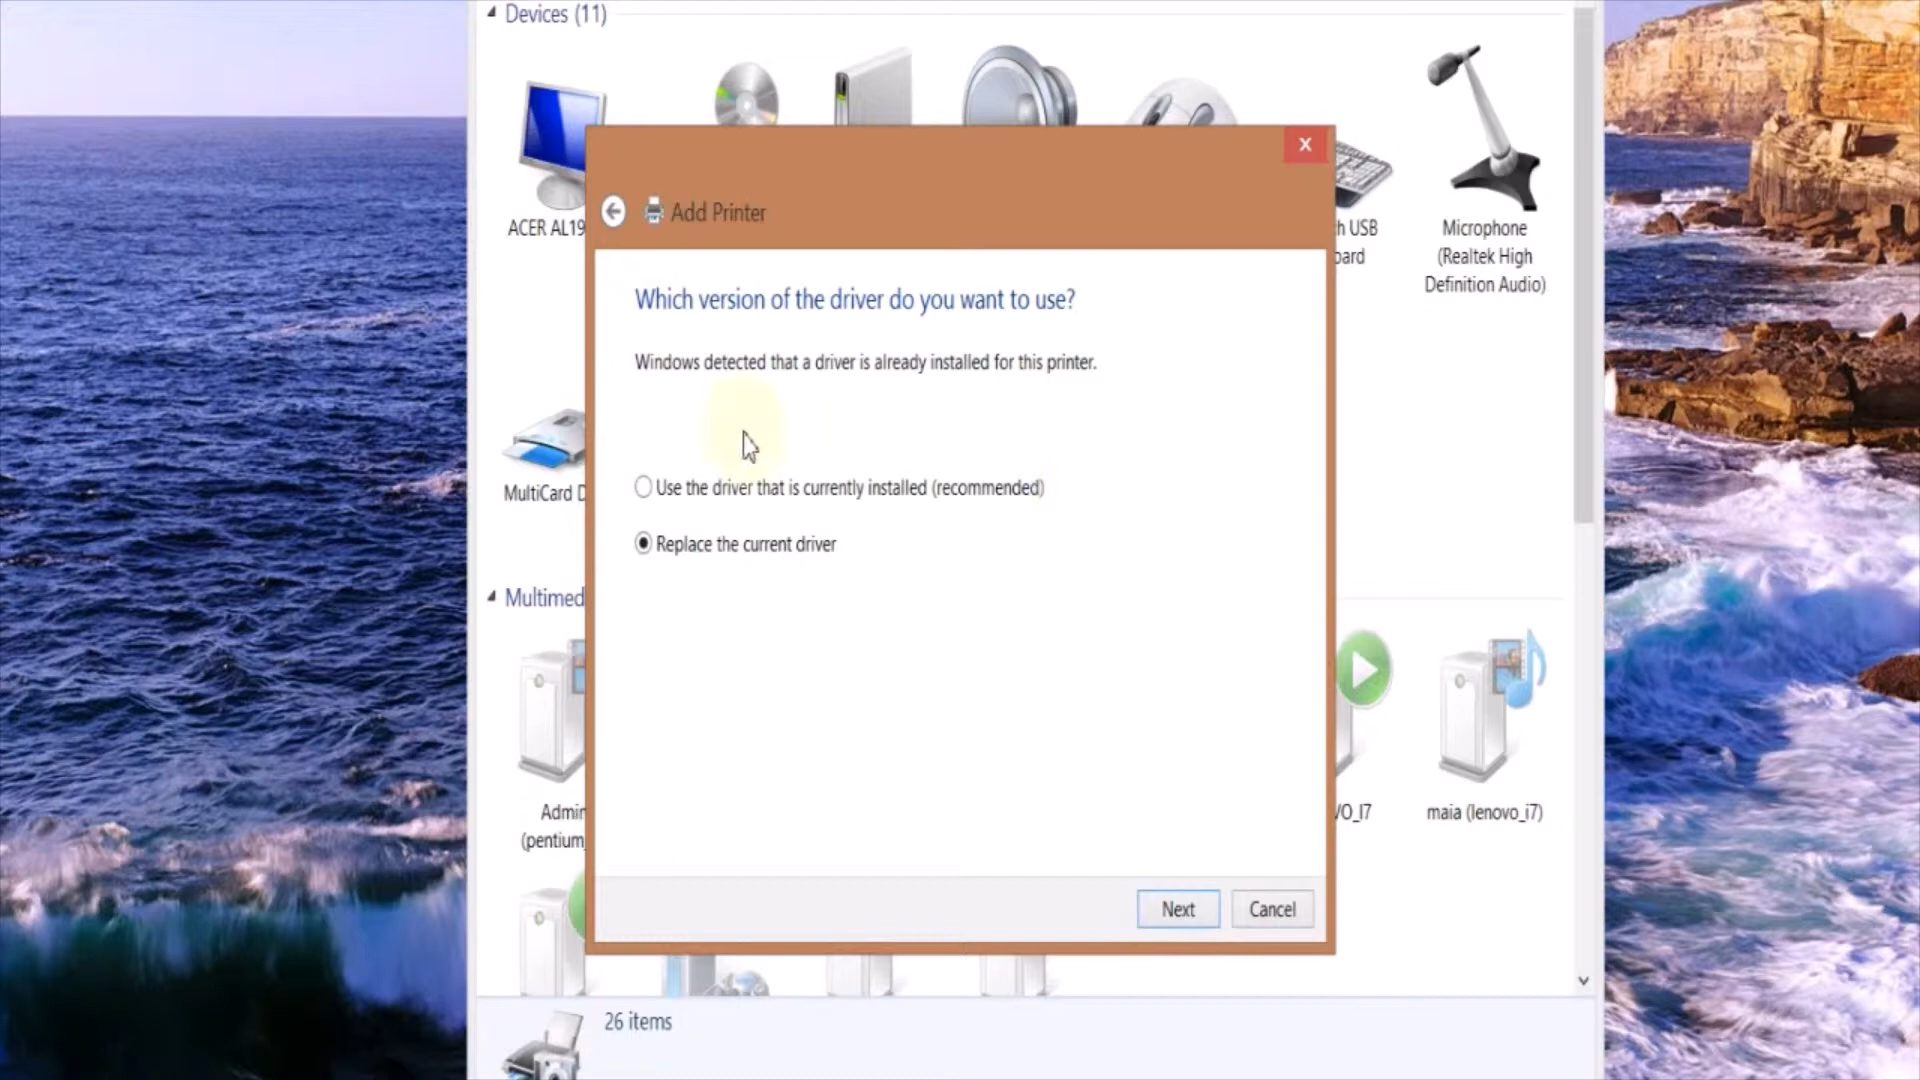 Devices (11)
ACER AL19
h USB
oard
Microphone
(Realtek High
Definition Audio)
X
Add Printer
Which version of the driver do you want to use?
Windows detected that a driver is already installed for this printer.
Use the driver that is currently installed (recommended)
Replace the current driver
MultiCard D
Multimed
Admin
(pentium
VO_I7
maia (lenovo_i7)
Next
Cancel
26 items